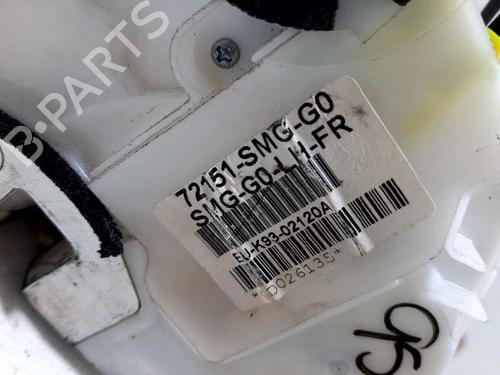 B-PARTS
72151-SMG-G0
SMG-G0-LH-FR
EU-K93-02120A
*D026135*